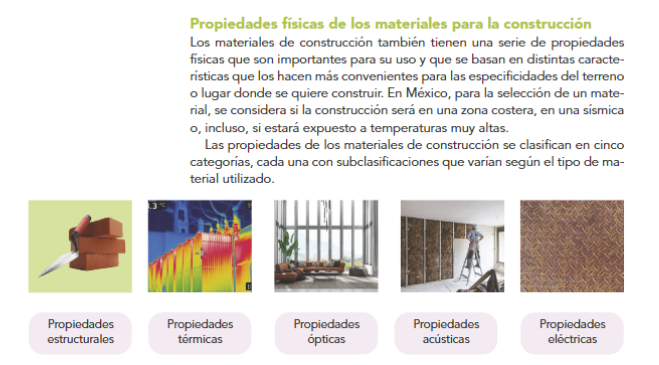 Propiedades físicas de los materiales para la construcción
Los materiales de construcción también tienen una serie de propiedades
físicas que son importantes para su uso y que se basan en distintas caracte-
rísticas que los hacen más convenientes para las especificidades del terreno
o lugar donde se quiere construir. En México, para la selección de un mate-
rial, se considera si la construcción será en una zona costera, en una sísmica
o, incluso, si estará expuesto a temperaturas muy altas.
Las propiedades de los materiales de construcción se clasifican en cinco
categorías, cada una con subclasificaciones que varían según el tipo de ma-
terial utilizado.
Propiedades
estructurales
Propiedades
térmicas
Propiedades
ópticas
Propiedades
acústicas
Propiedades
eléctricas